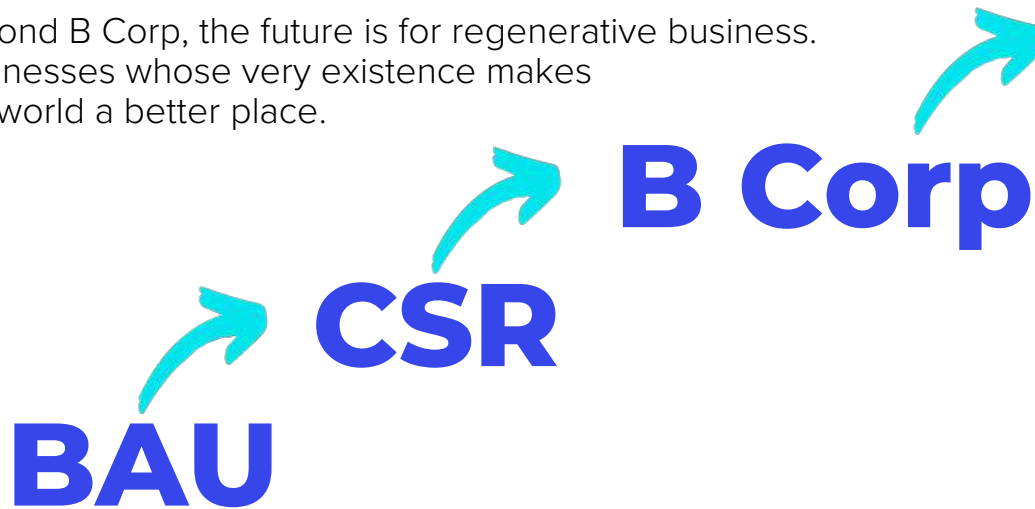 ond B Corp, the future is for regenerative business.
nesses whose very existence makes
world a better place.
B Corp
CSR
BAU